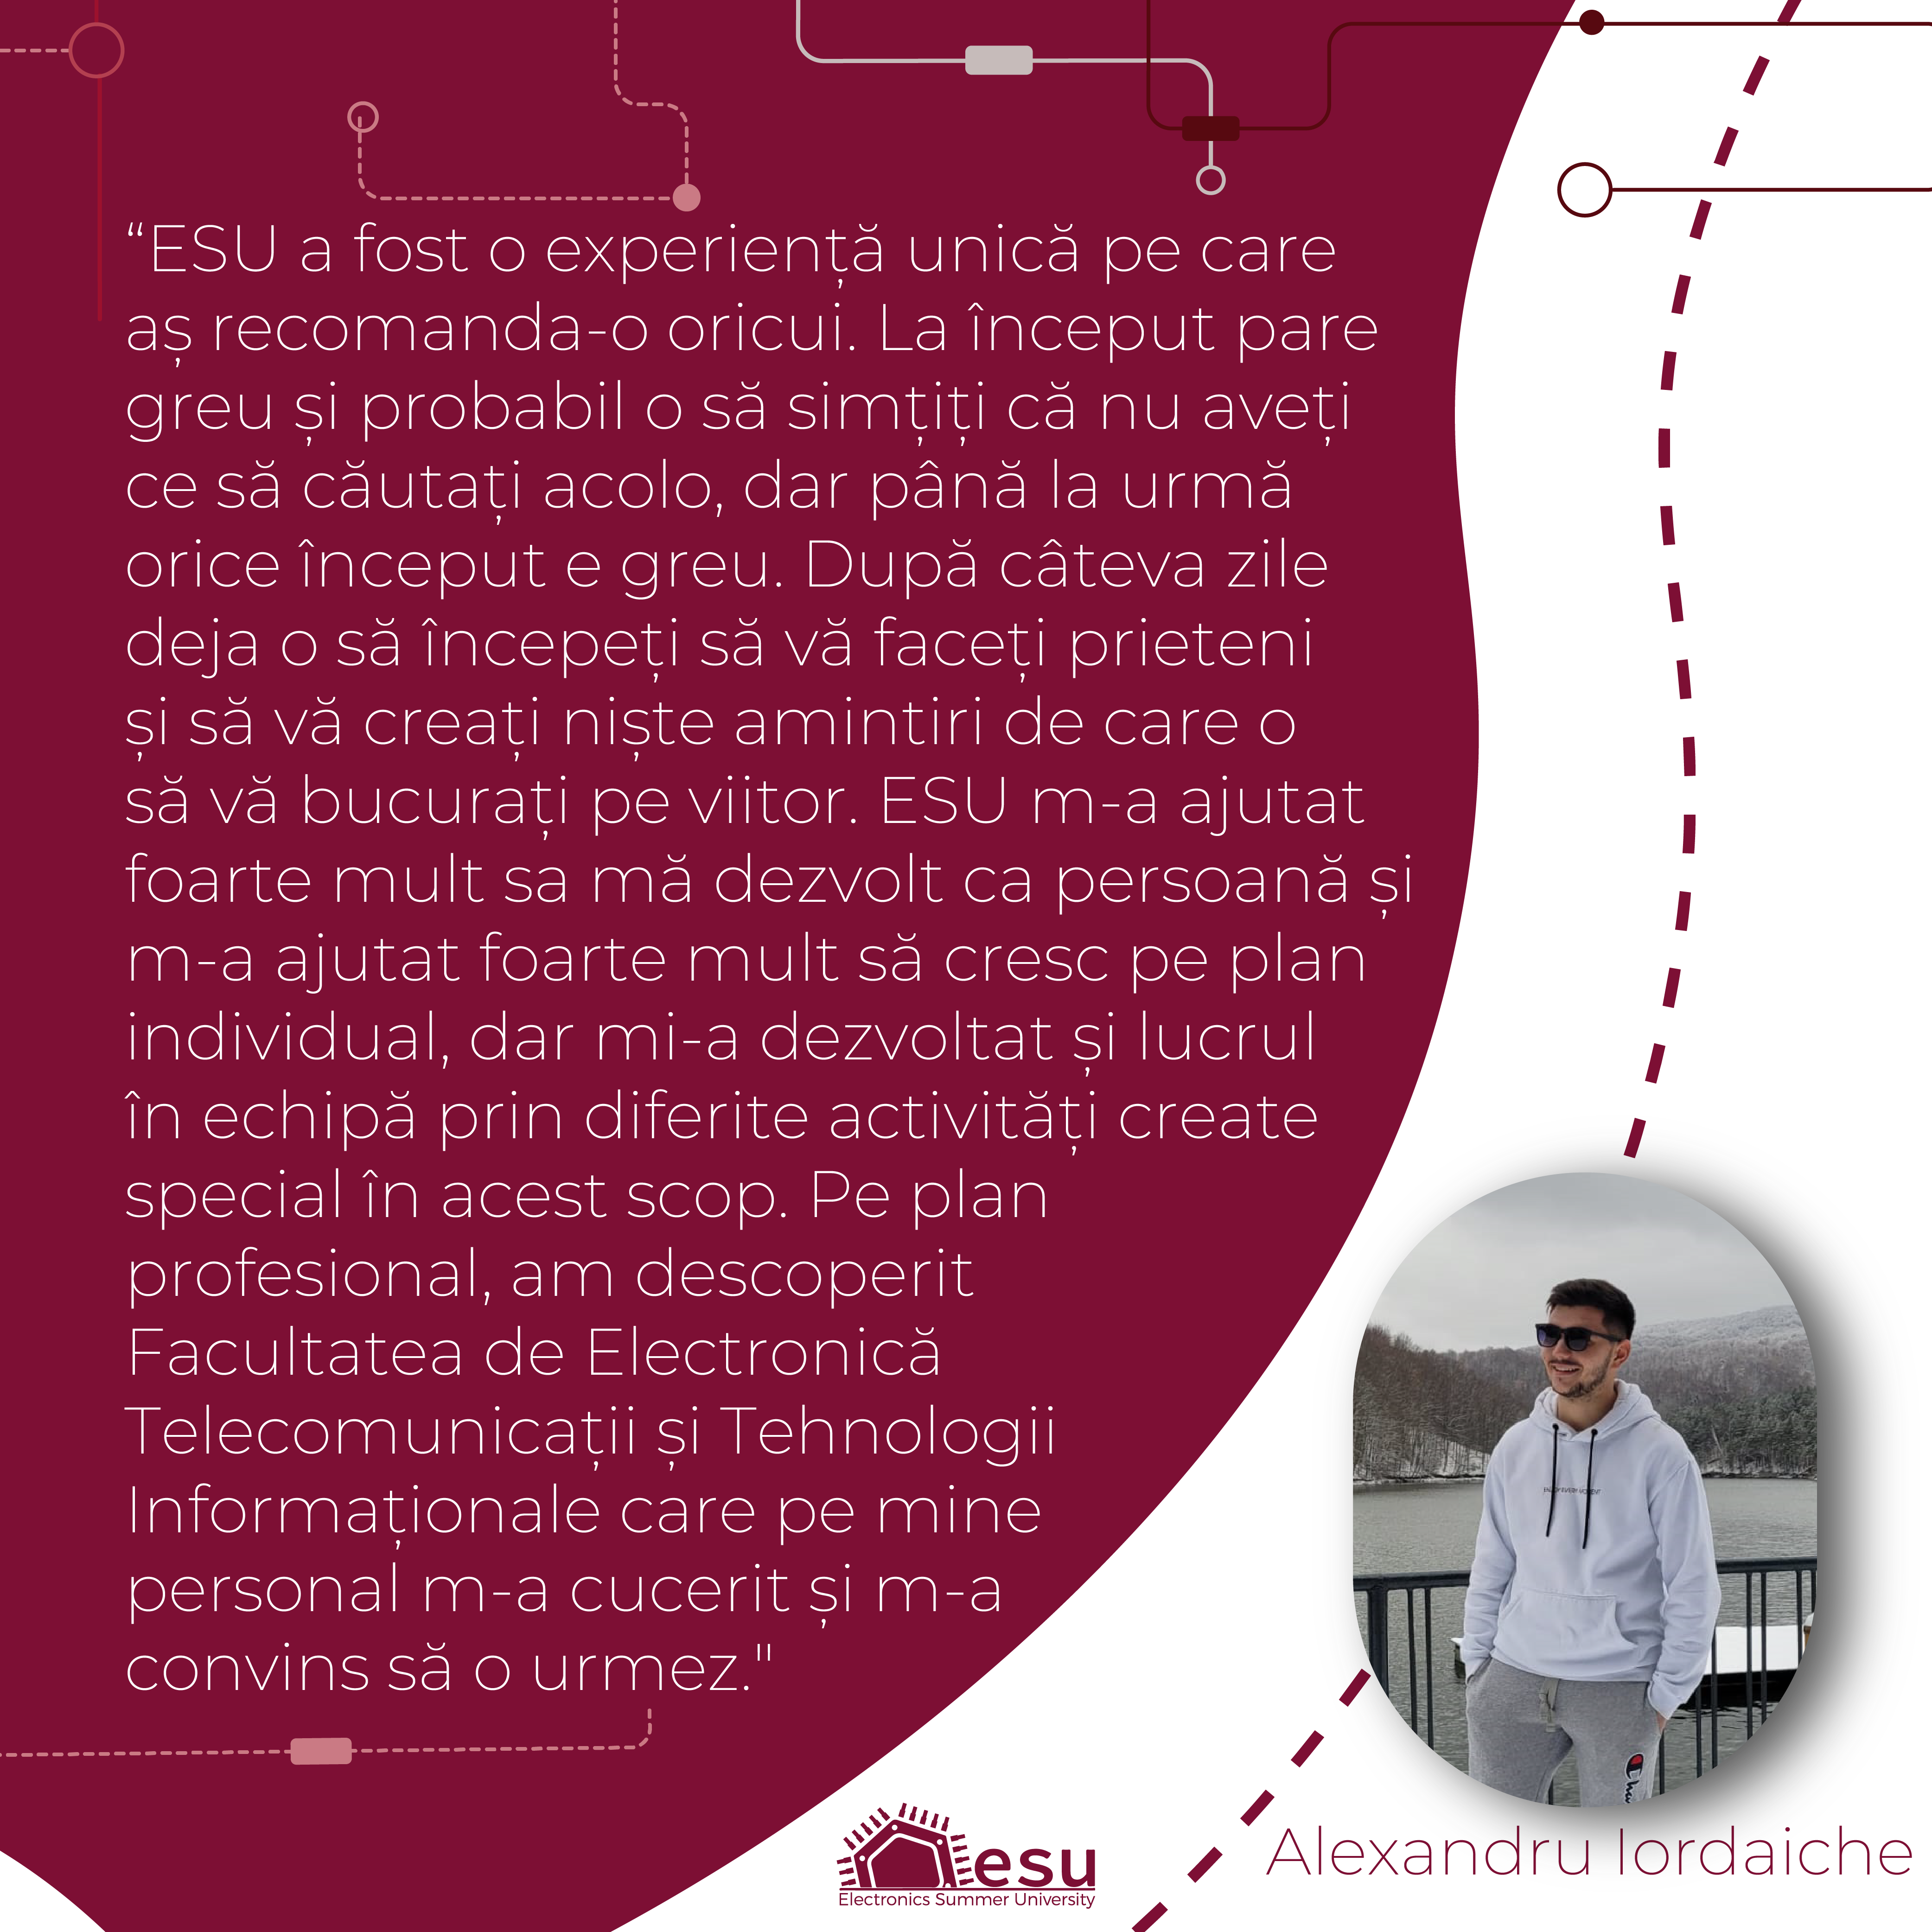 “ESU a fost o experiență unică pe care
aș recomanda-o oricui. La început pare
greu și probabil o să simțiți că nu aveți
ce să căutați acolo, dar până la urmă
orice început e greu. După câteva zile
deja o să începeți să vă faceți prieteni
și să vă creați niște amintiri de care o
să vă bucurați pe viitor. ESU m-a ajutat
foarte mult sa mă dezvolt ca persoană și
m-a ajutat foarte mult să cresc pe plan
individual, dar mi-a dezvoltat și lucrul
în echipă prin diferite activități create
special în acest scop. Pe plan
profesional, am descoperit
Facultatea de Electronică
Telecomunicații și Tehnologii
Informaționale care pe mine
personal m-a cucerit și m-a
convins să o urmez."
Alexandru Iordaiche
esu
Electronics Summer University